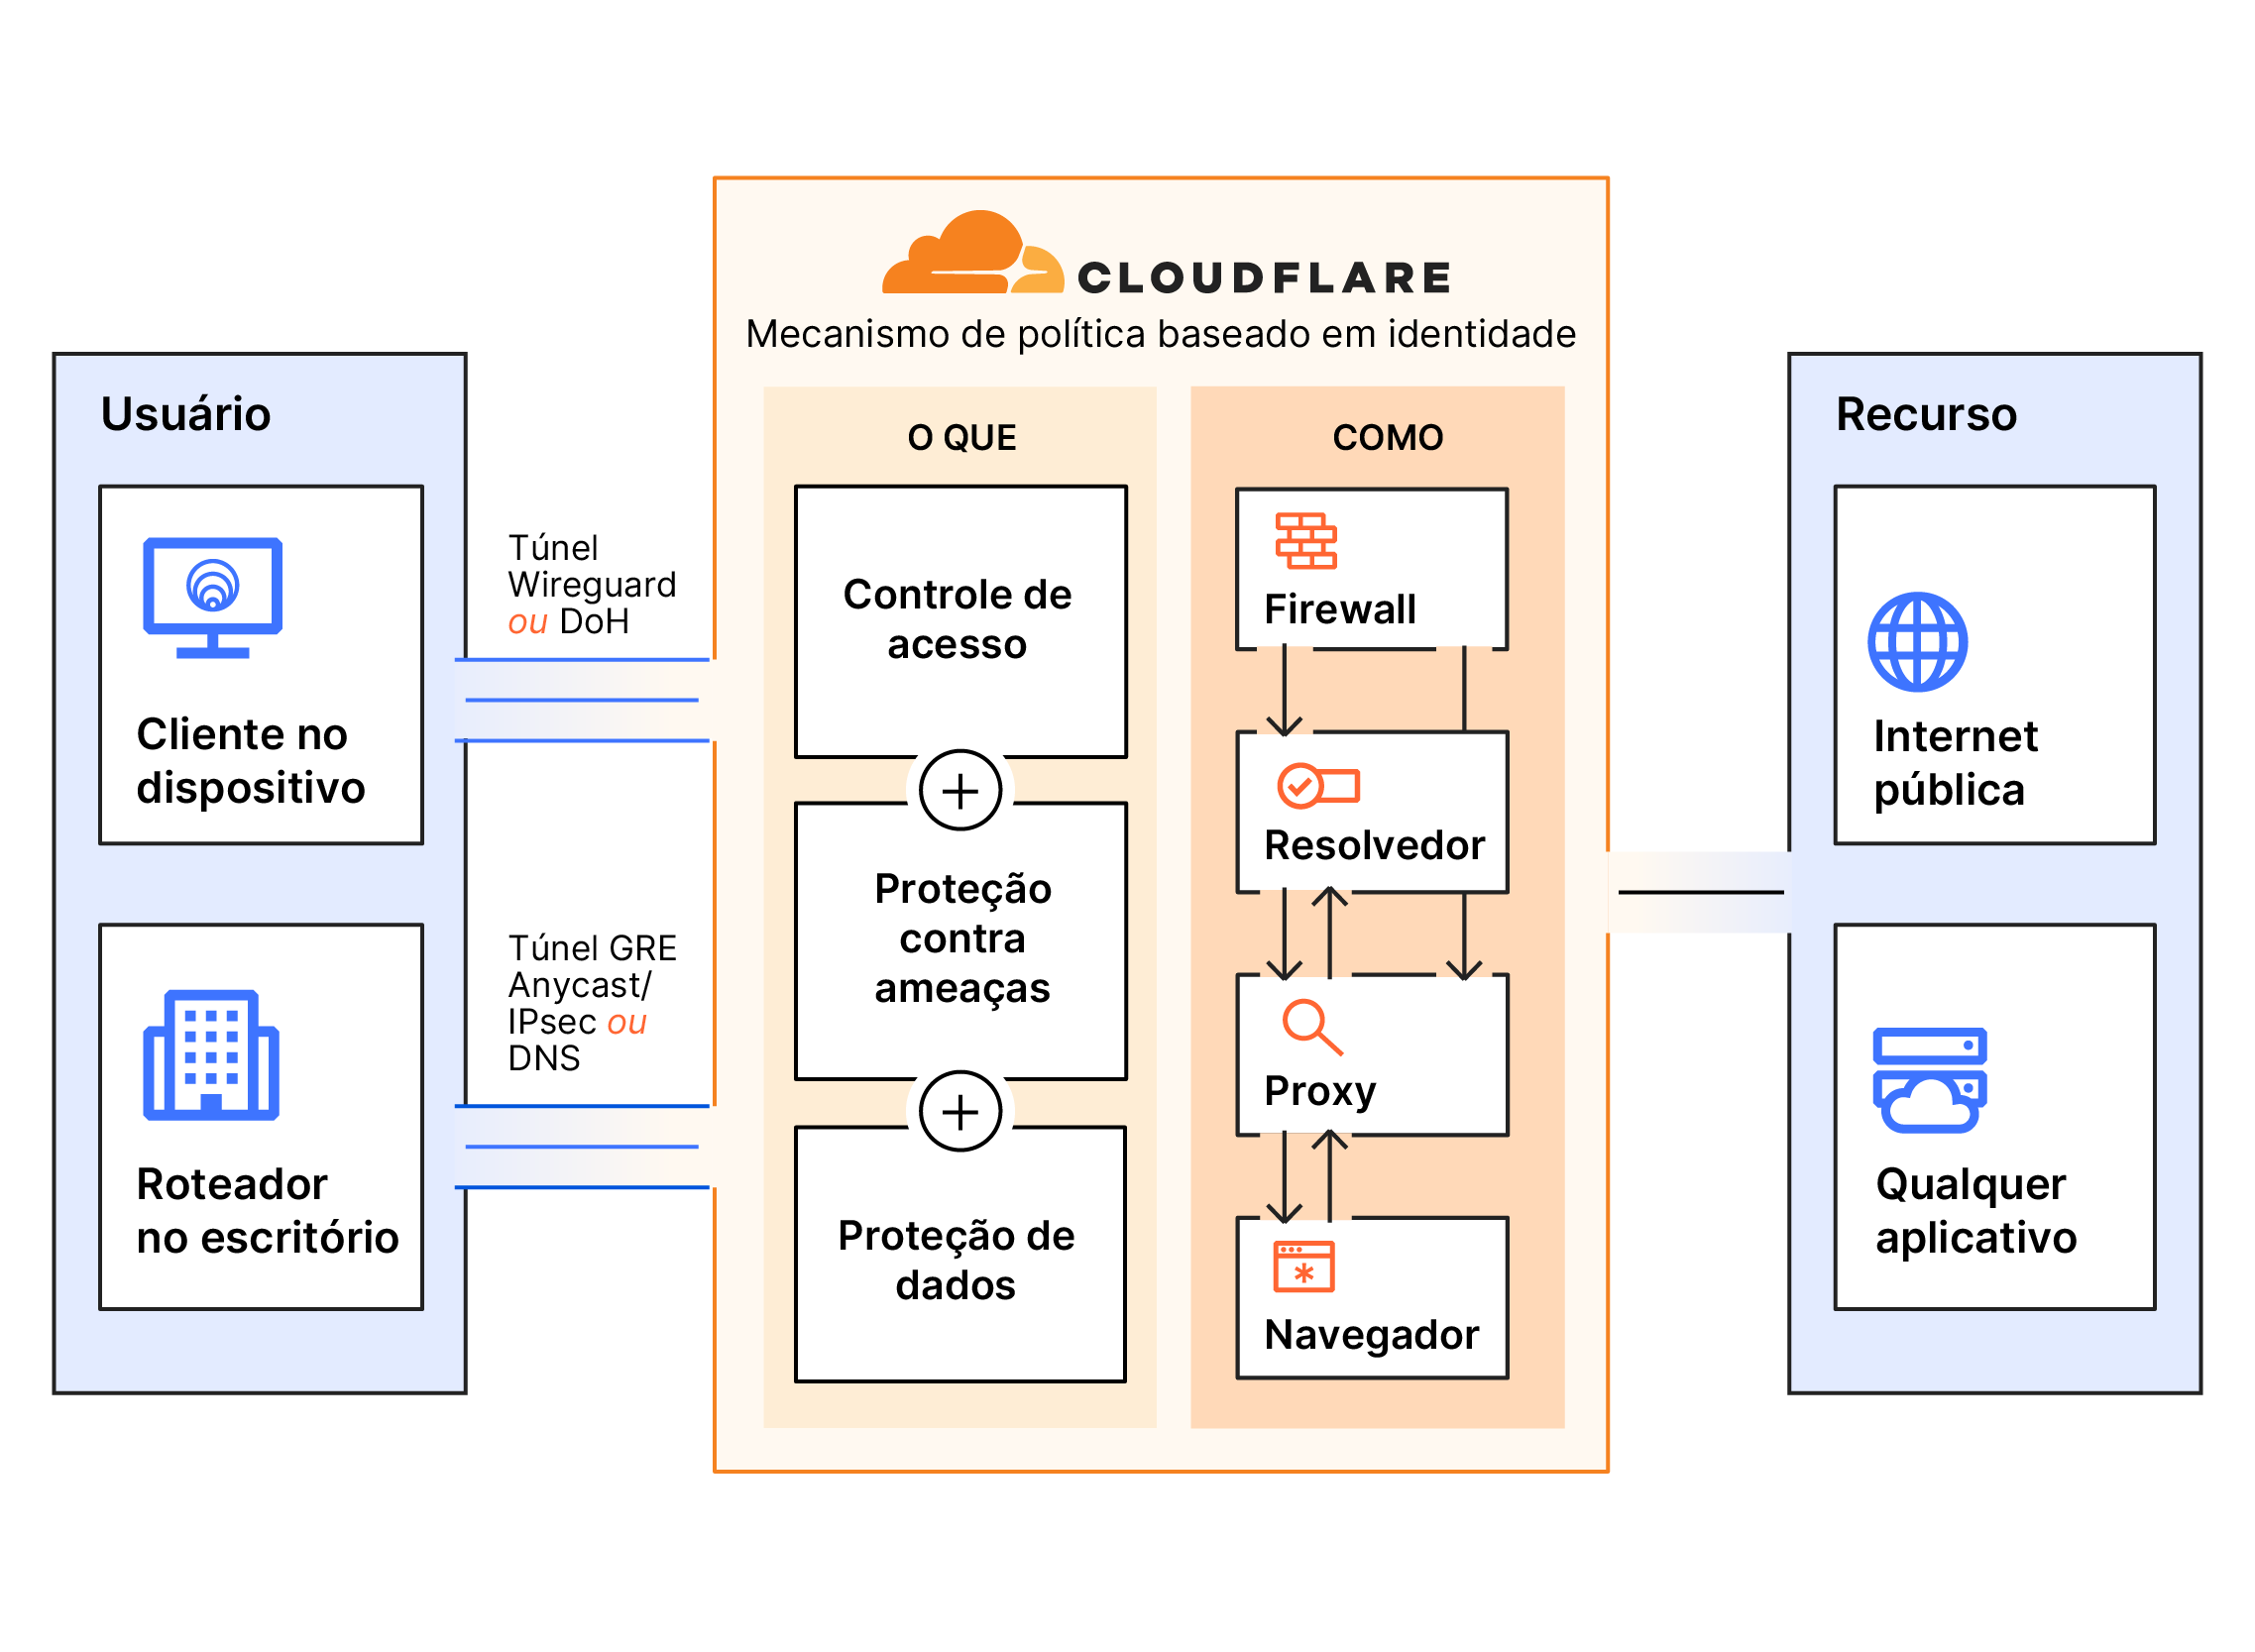 CLOUDFLARE
Mecanismo de política baseado em identidade
Usuário
Cliente no
dispositivo
Roteador
no escritório
Túnel
Wireguard
ou DoH
Túnel GRE
Anycast/
IPsec ou
DNS
O QUE
Controle de
acesso
Proteção
contra
ameaças
Proteção de
dados
COMO
Firewall
Resolvedor
Proxy
Navegador
Recurso
Internet
pública
Qualquer
aplicativo